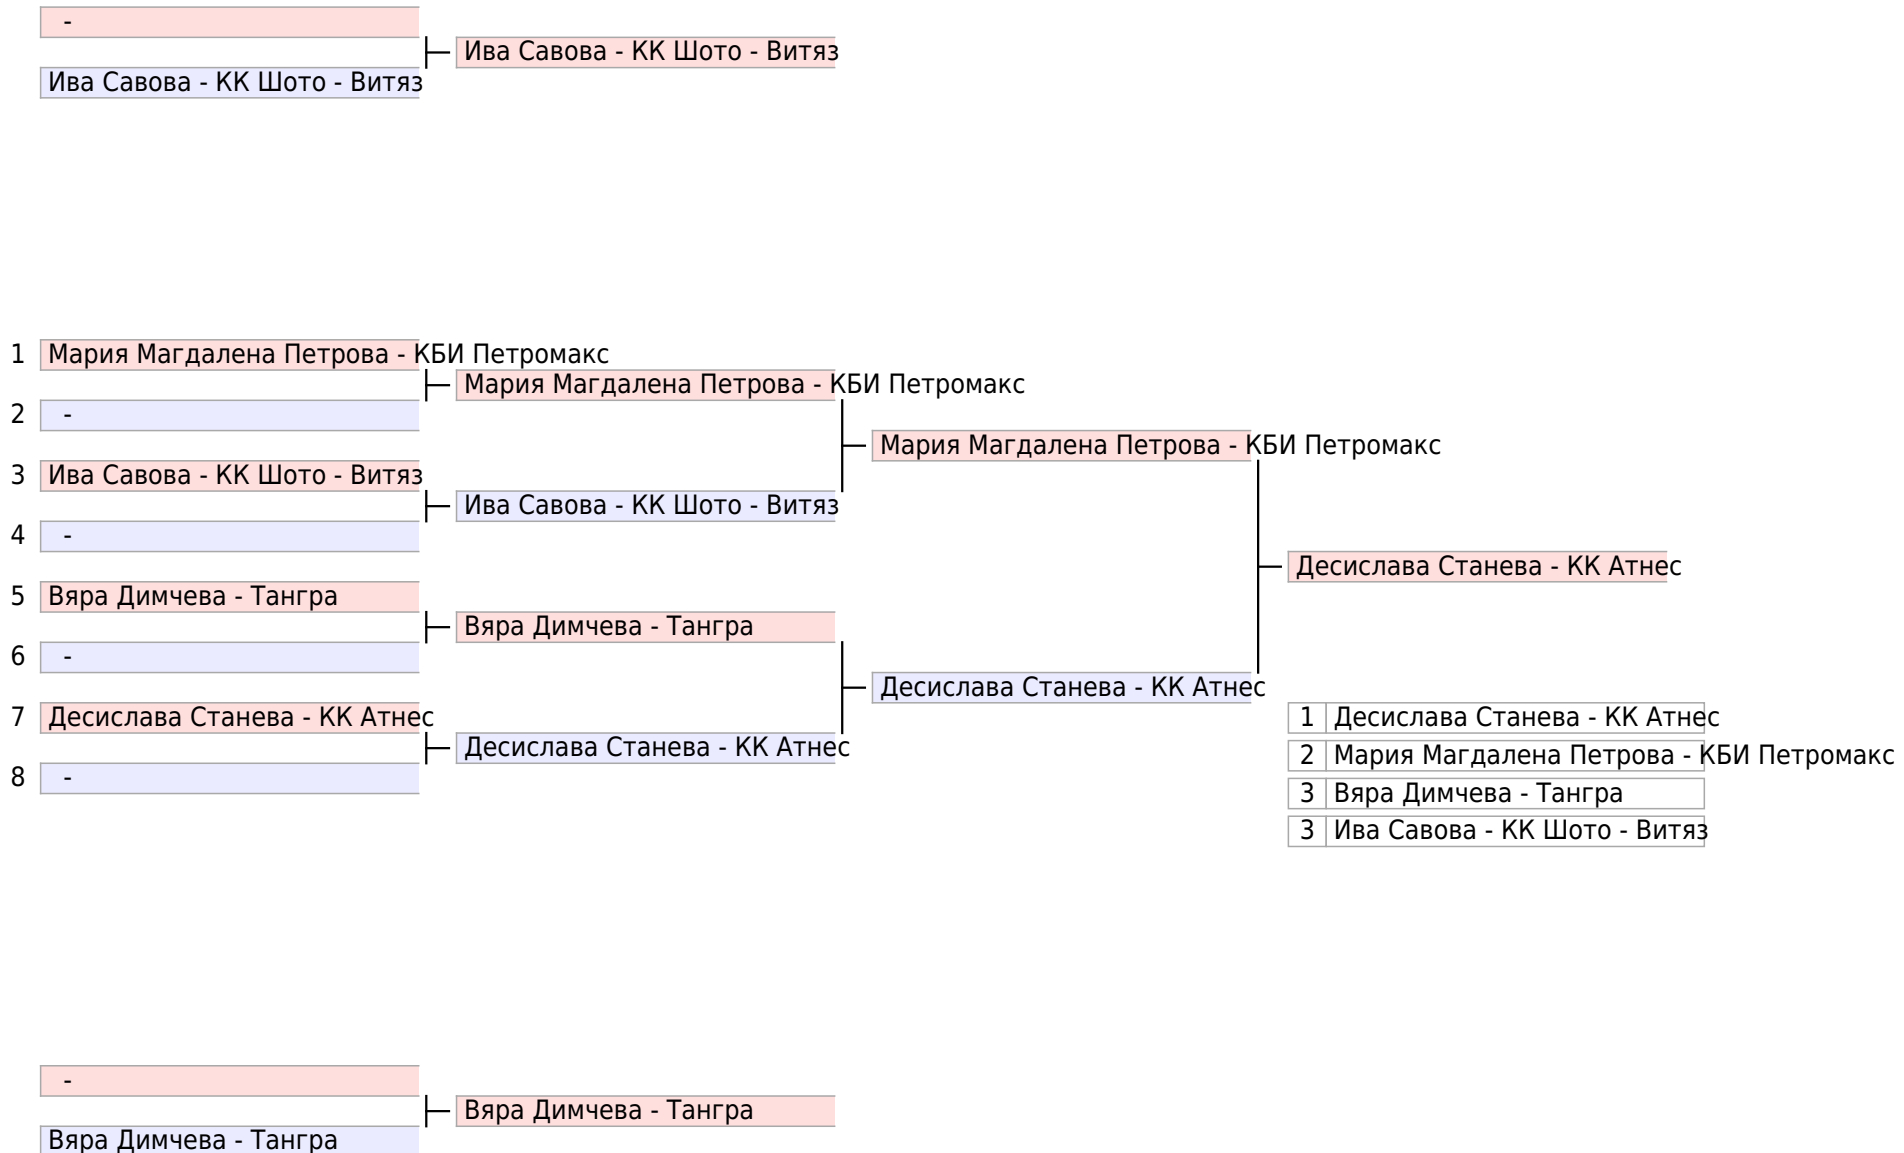 -
Ива Савова - КК Шото - Витяз
Ива Савова - КК Шото - Витяз
1 Мария Магдалена Петрова - КБИ Петромакс
Мария Магдалена Петрова - КБИ Петромакс
2 -
Мария Магдалена Петрова - КБИ Петромакс
3 Ива Савова - КК Шото - Витяз
Ива Савова - КК Шото - Витяз
4 -
Десислава Станева - КК Атнес
5 Вяра Димчева - Тангра
Вяра Димчева - Тангра
6 -
Десислава Станева - КК Атнес
7 Десислава Станева - КК Атнес
Десислава Станева - КК Атнес
8 -
1 Десислава Станева - КК Атнес
2 Мария Магдалена Петрова - КБИ Петромакс
3 Вяра Димчева - Тангра
3 Ива Савова - КК Шото - Витяз
-
Вяра Димчева - Тангра
Вяра Димчева - Тангра